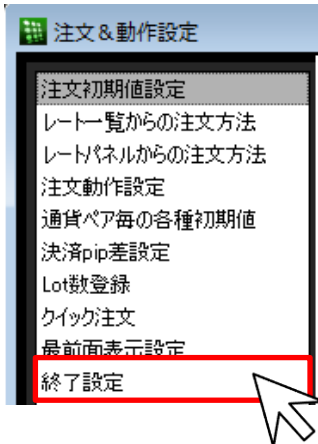 注文&動作設定
注文初期値設定
レート一覧からの注文方法
レートパネルからの注文方法
注文動作設定
通貨ペア毎の各種初期値
決済pip差設定
Lot数登録
クイック注文
最前面表示設定
終了設定